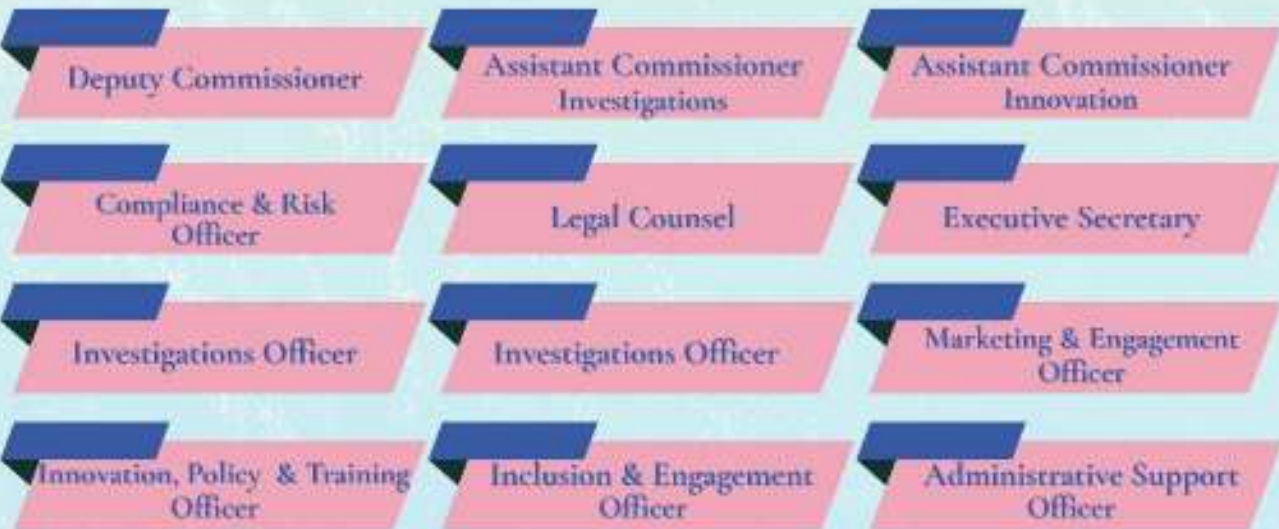 Deputy Commissioner
Assistant Commissioner
Investigations
Assistant Commissioner
Innovation
Compliance & Risk
Officer
Legal Counsel
Executive Secretary
Investigations Officer
Investigations Officer
Marketing & Engagement
Officer
Innovation, Policy & Training
Officer
Inclusion & Engagement
Officer
Administrative Support
Officer